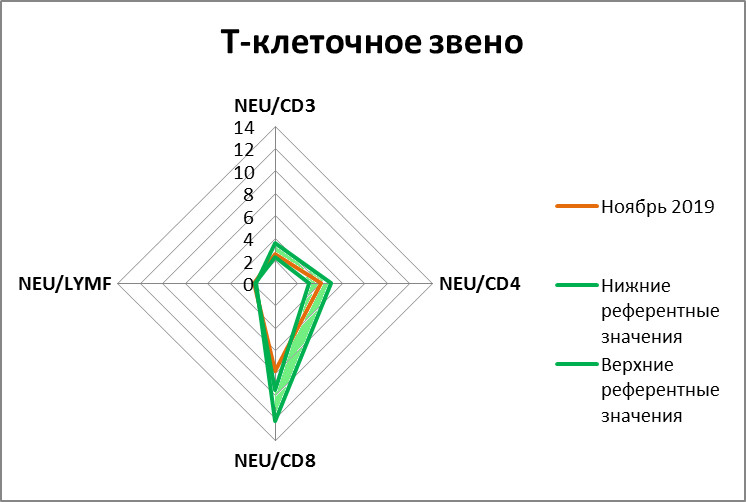 Т-клеточное звено
NEU/CD3
14
12
10
8
6
4
2
0
NEU/LYMF
NEU/CD4
NEU/CD8
Ноябрь 2019
Нижние
референтные
значения
Верхние
референтные
значения